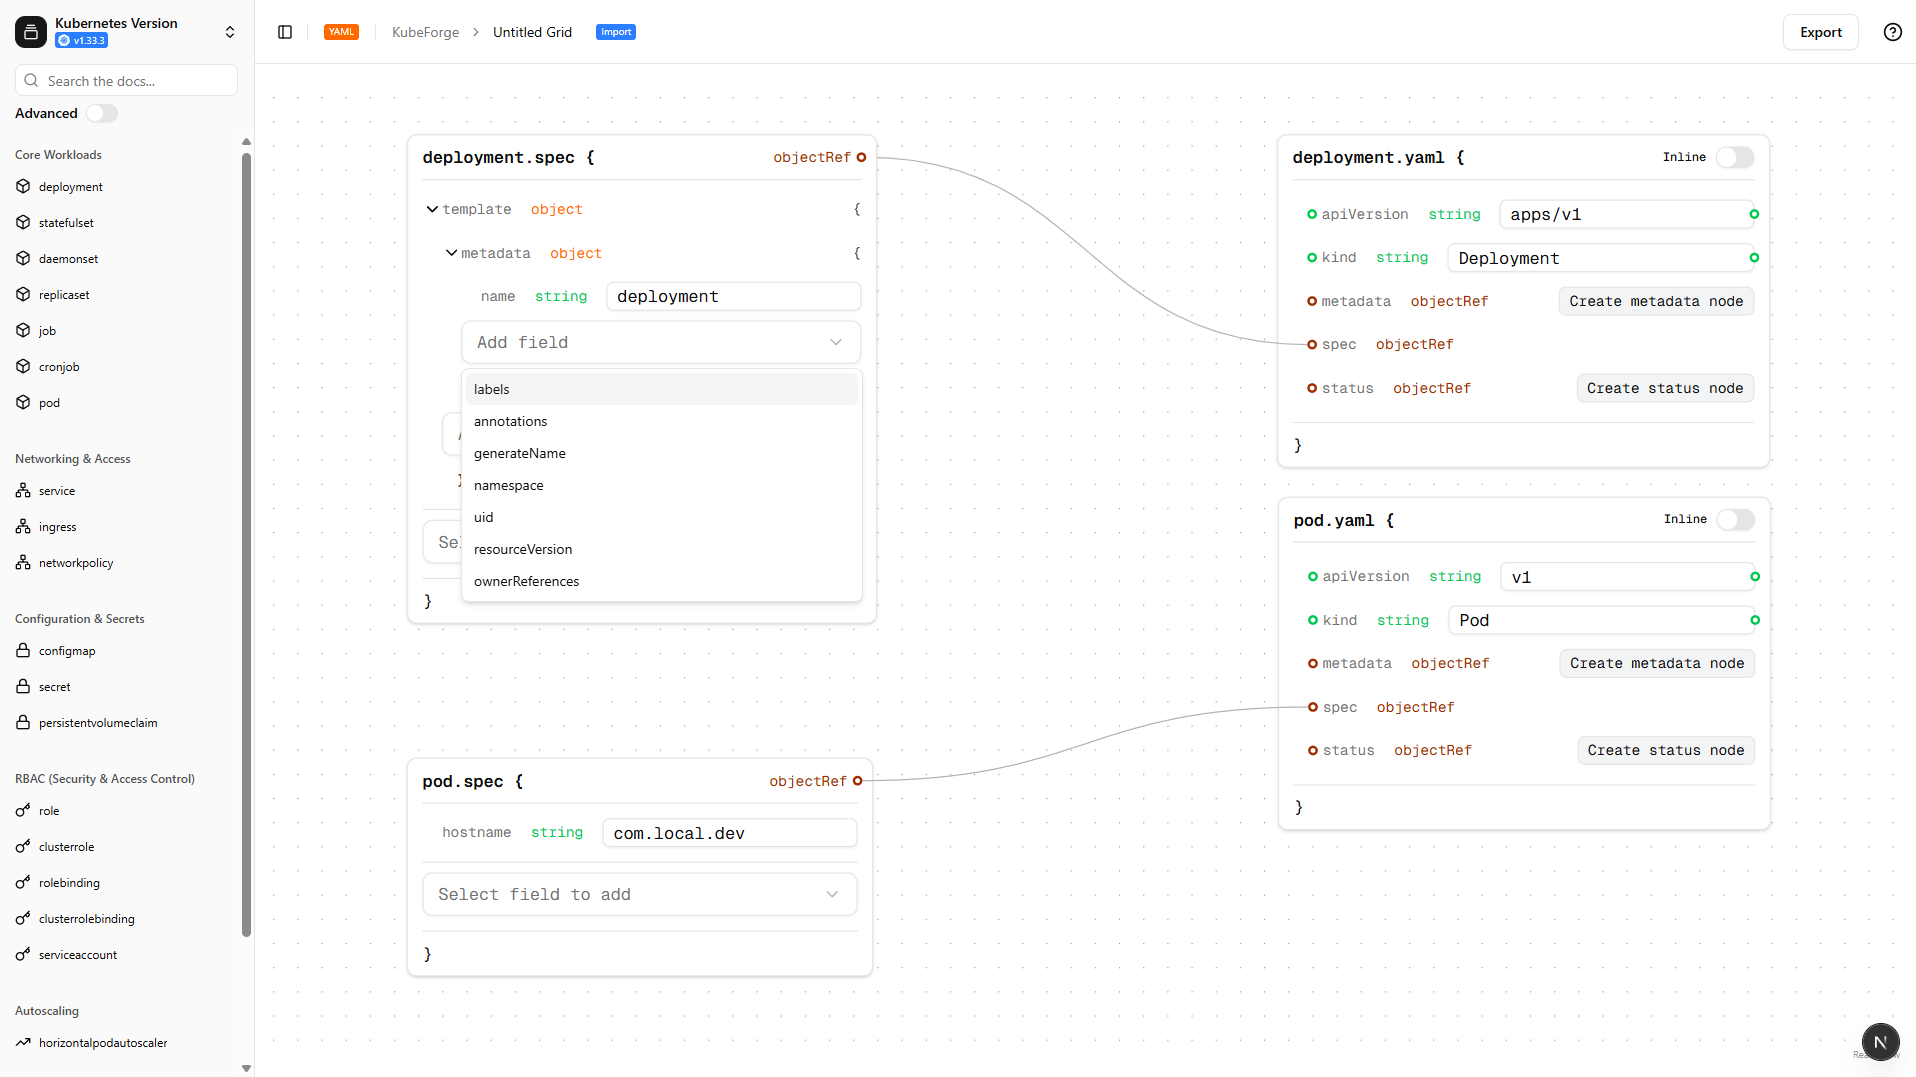 Kubernetes Version
v1.33.3
Search the docs...
Advanced
Core Workloads
deployment
statefulset
daemonset
replicaset
job
cronjob
pod
Networking & Access
service
ingress
networkpolicy
Configuration & Secrets
configmap
secret
persistentvolumeclaim
RBAC (Security & Access Control)
role
clusterrole
rolebinding
clusterrolebinding
serviceaccount
Autoscaling
horizontalpodautoscaler
YAML KubeForge > Untitled Grid Import
Export
deployment.spec { objectRef
template object {
metadata object {
name string deployment
Add field
labels
annotations
generateName
namespace
uid
resourceVersion
ownerReferences
}
pod.spec { objectRef
hostname string com.local.dev
Select field to add
}
deployment.yaml { Inline
apiVersion string apps/v1
kind string Deployment
metadata objectRef Create metadata node
spec objectRef
status objectRef Create status node
}
pod.yaml { Inline
apiVersion string v1
kind string Pod
metadata objectRef Create metadata node
spec objectRef
status objectRef Create status node
}
N